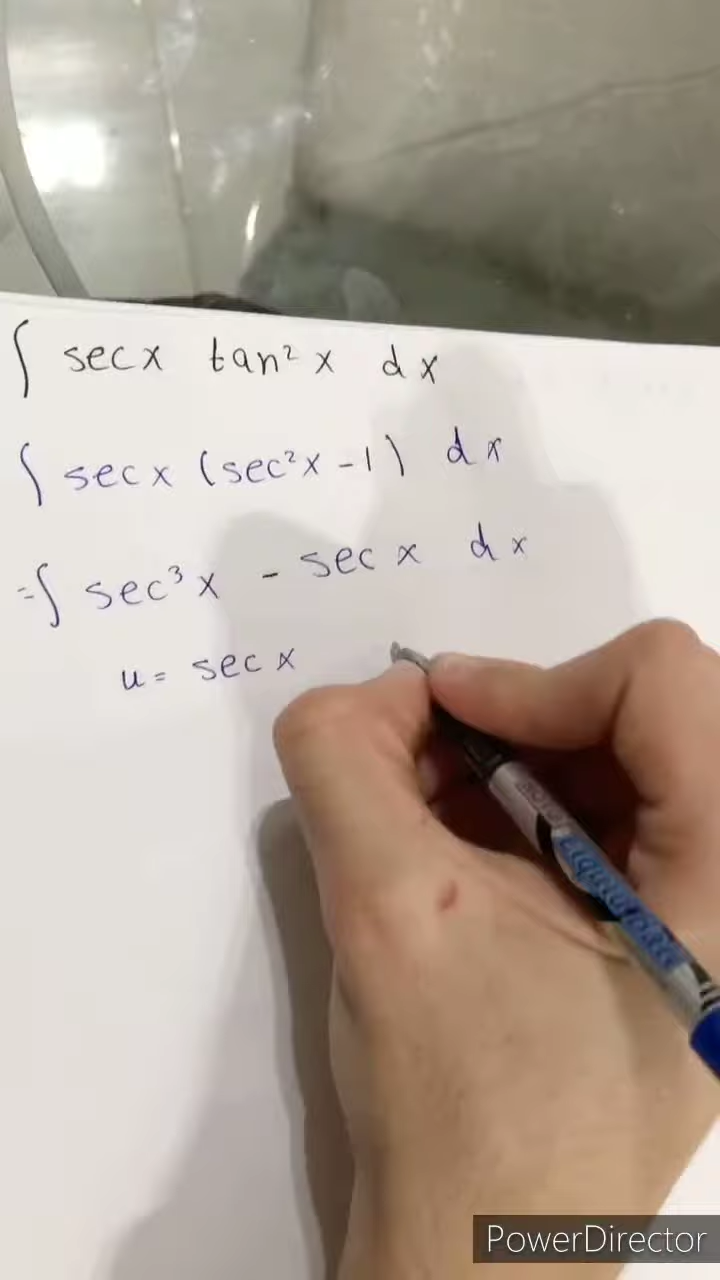 ∫ sec x tan² x dx
∫ sec x (sec² x - 1) dx
= ∫ sec³ x - sec x dx
u = sec x
PowerDirector